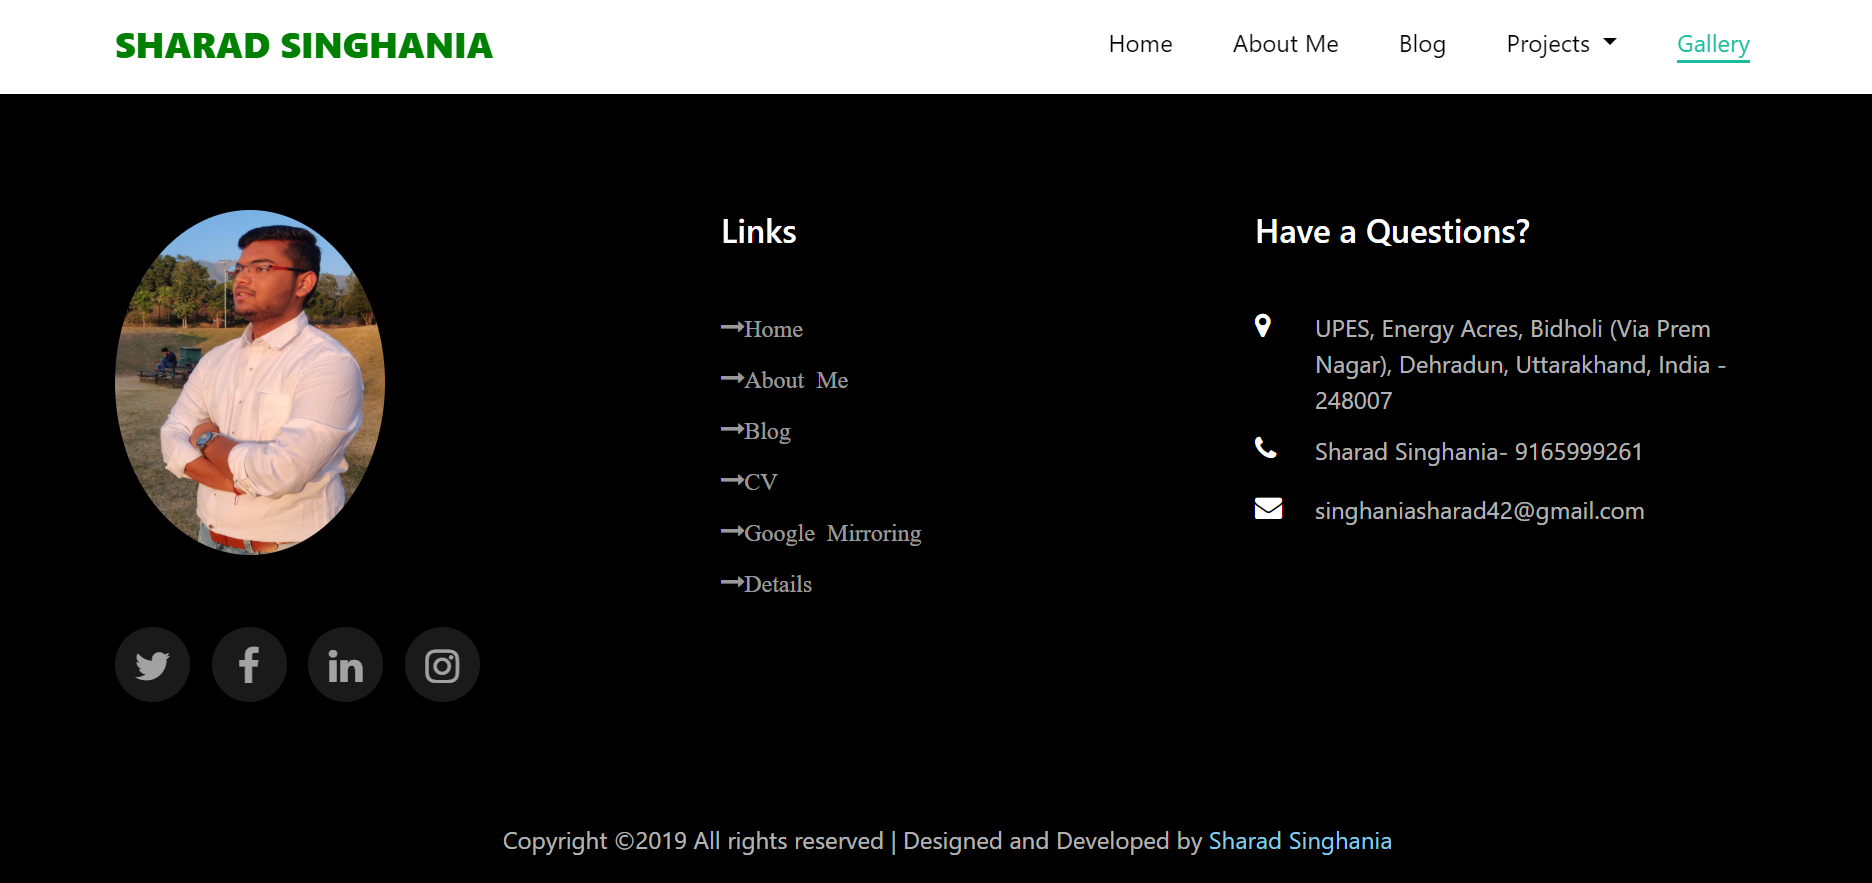 SHARAD SINGHANIA
Home About Me Blog Projects Gallery
Links
Home
About Me
Blog
CV
Google Mirroring
Details
Have a Questions?
UPES, Energy Acres, Bidholi (Via Prem
Nagar), Dehradun, Uttarakhand, India -
248007
Sharad Singhania- 9165999261
singhaniasharad42@gmail.com
Copyright ©2019 All rights reserved | Designed and Developed by Sharad Singhania